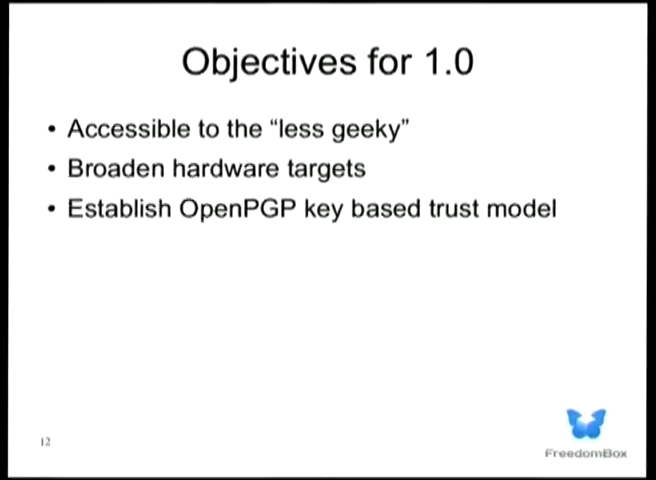 Objectives for 1.0
• Accessible to the “less geeky”
• Broaden hardware targets
• Establish OpenPGP key based trust model
12
FreedomBox